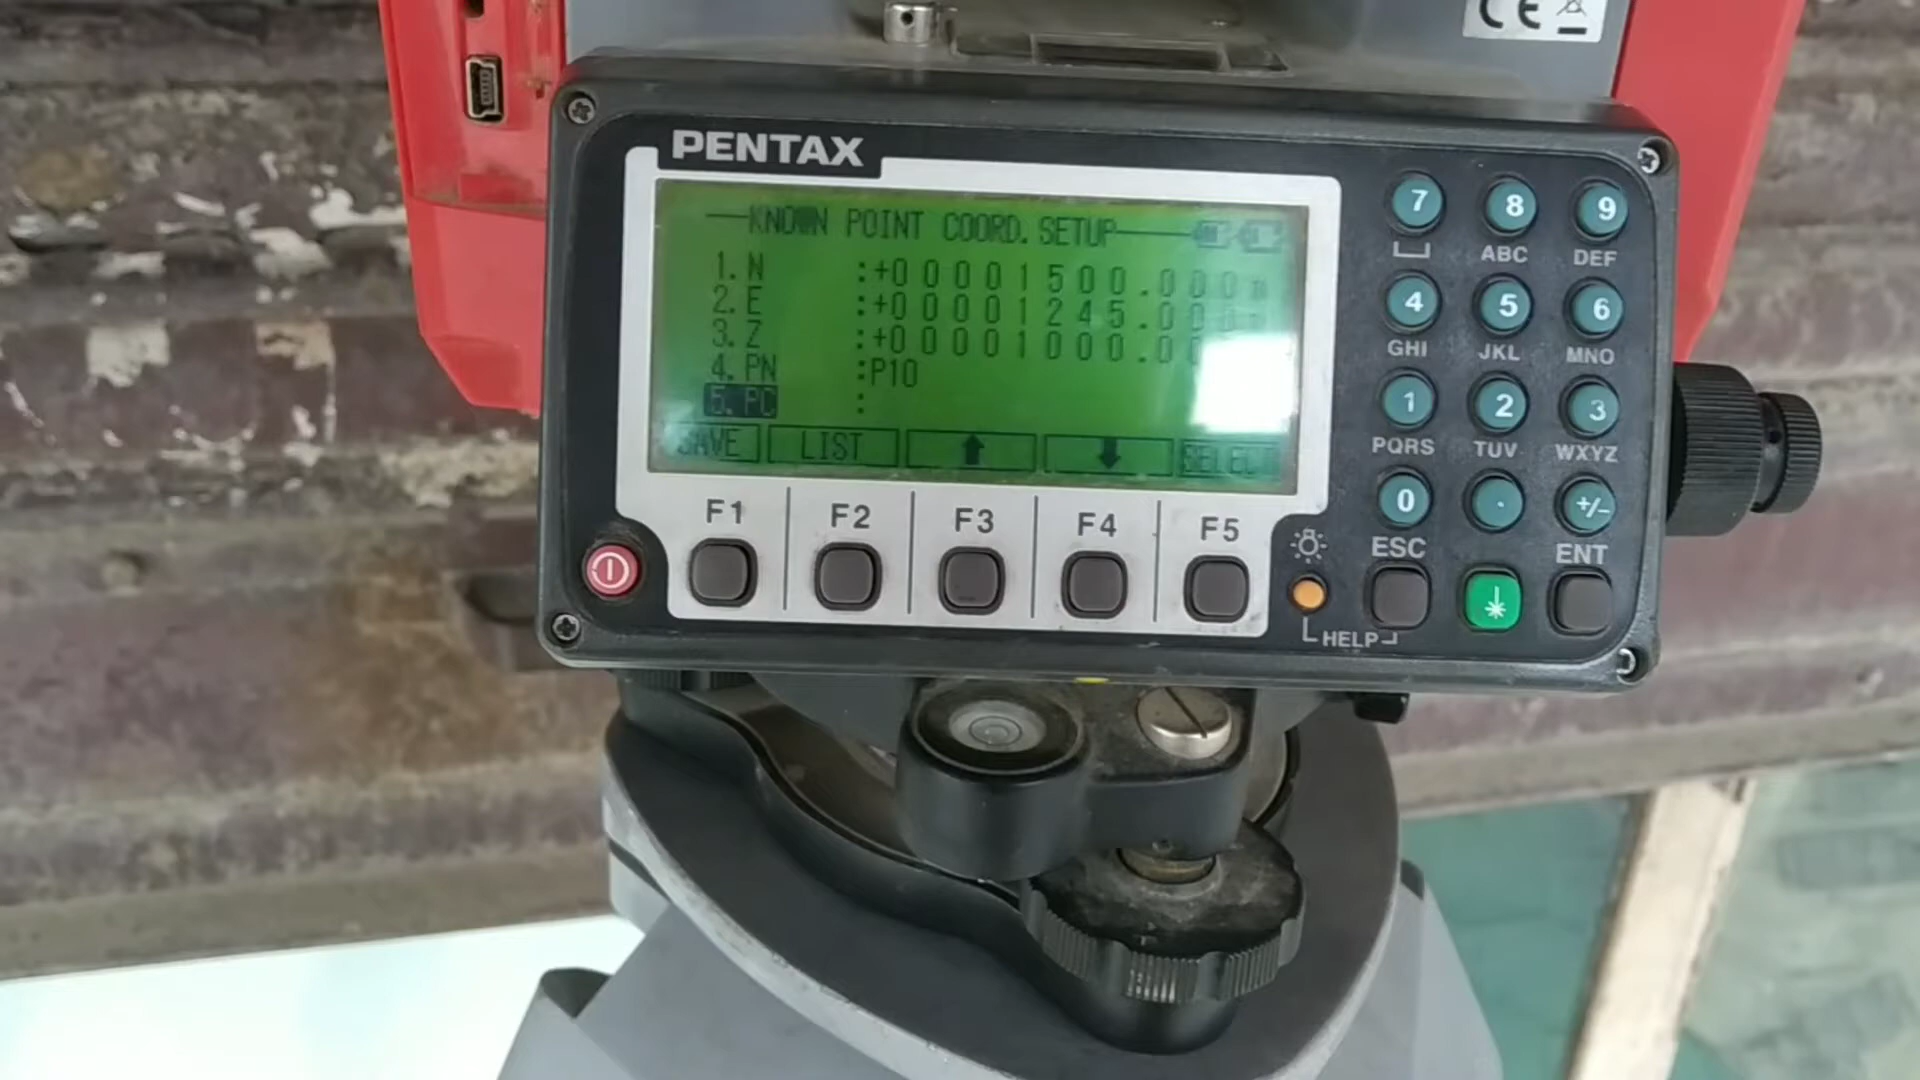 CE
PENTAX
KNOWN POINT COORD.SETUP
1. N :+00001500.000m
2. E :+00001245.000
3. Z :+00001000.00
4. PN :P10
5. PC :
SAVE LIST SELECT
F1 F2 F3 F4 F5
7 8 9
ABC DEF
4 5 6
GHI JKL MNO
1 2 3
PQRS TUV WXYZ
0 . +/-
ESC ENT
HELP